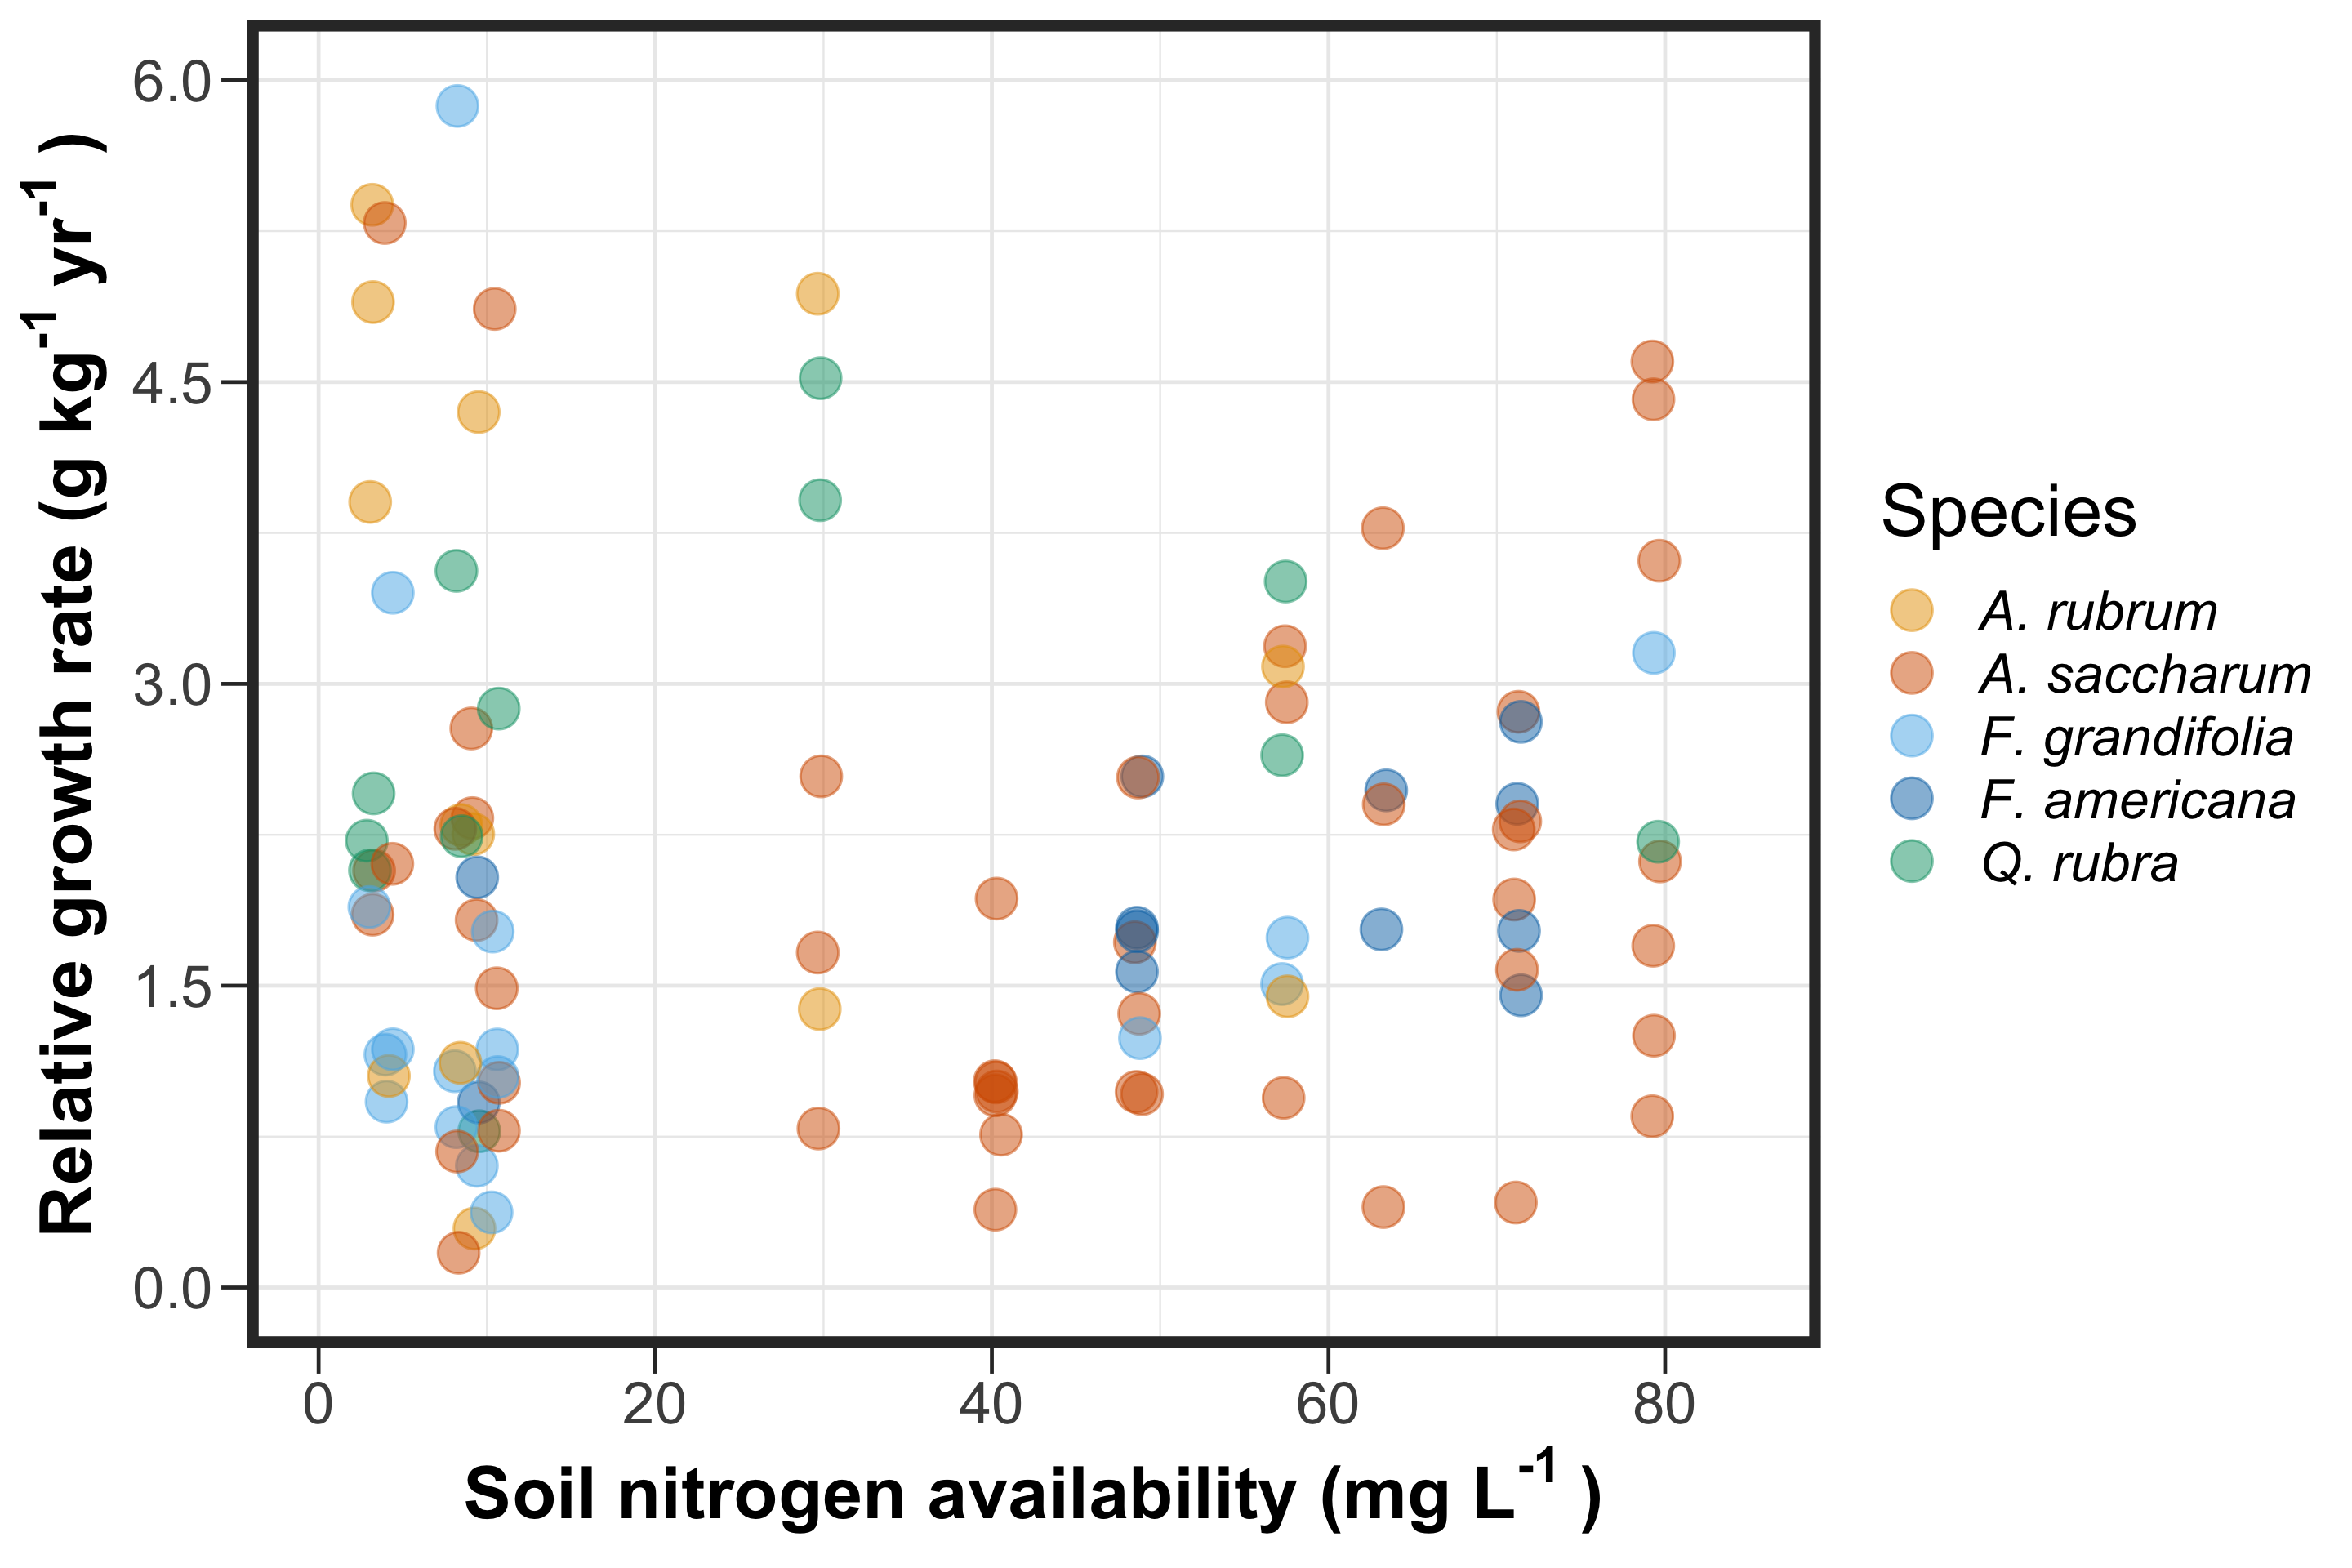 Relative growth rate (g kg-1 yr-1 )
6.0
4.5
3.0
1.5
0.0
0 20 40 60 80
Soil nitrogen availability (mg L-1 )
Species
A. rubrum
A. saccharum
F. grandifolia
F. americana
Q. rubra